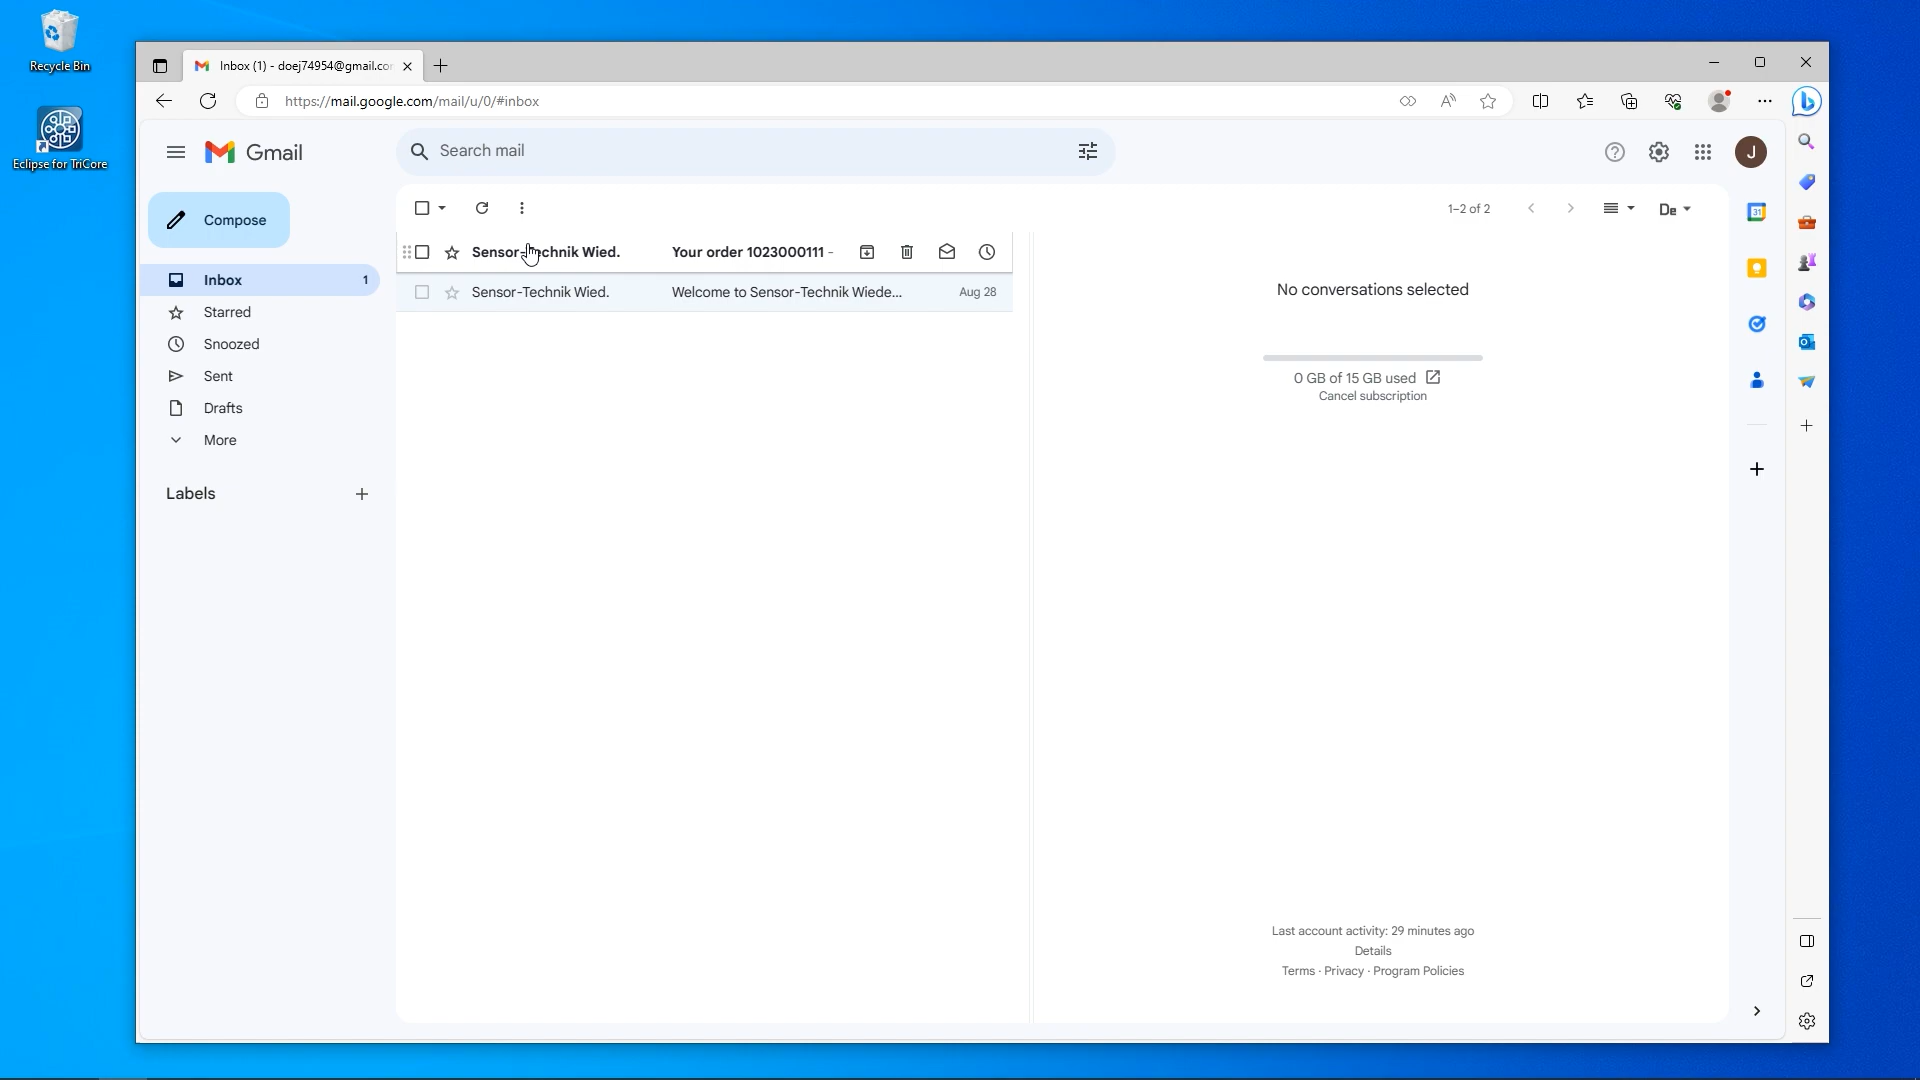 Recycle Bin
Eclipse for TriCore
Inbox (1) - doej74954@gmail.co
https://mail.google.com/mail/u/0/#inbox
Gmail
Search mail
J
Compose
1–2 of 2
De
Sensor-Technik Wied.
Your order 1023000111 -
Sensor-Technik Wied.
Welcome to Sensor-Technik Wiede...
Aug 28
Inbox
1
Starred
Snoozed
Sent
Drafts
More
Labels
31
No conversations selected
0 GB of 15 GB used
Cancel subscription
Last account activity: 29 minutes ago
Details
Terms · Privacy · Program Policies